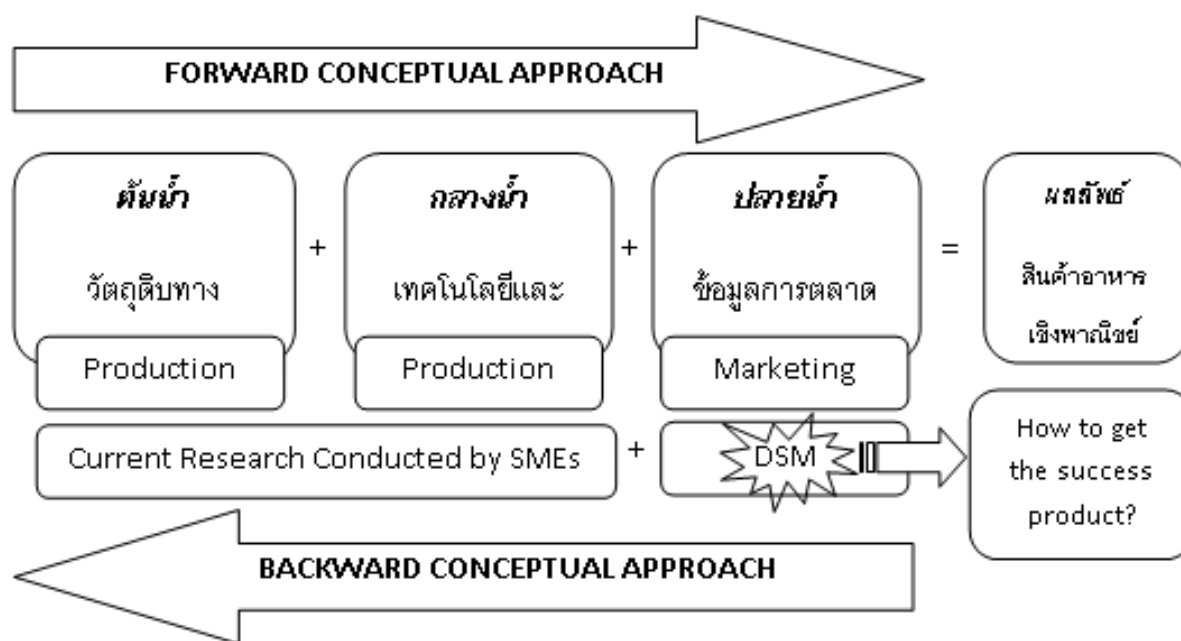 FORWARD CONCEPTUAL APPROACH
ต้นน้ำ
วัตถุดิบทาง
Production
+
กลางน้ำ
เทคโนโลยีและ
Production
+
ปลายน้ำ
ข้อมูลการตลาด
Marketing
=
ผลลัพธ์
สินค้าอาหาร
เชิงพาณิชย์
Current Research Conducted by SMEs
+
DSM
How to get
the success
product?
BACKWARD CONCEPTUAL APPROACH